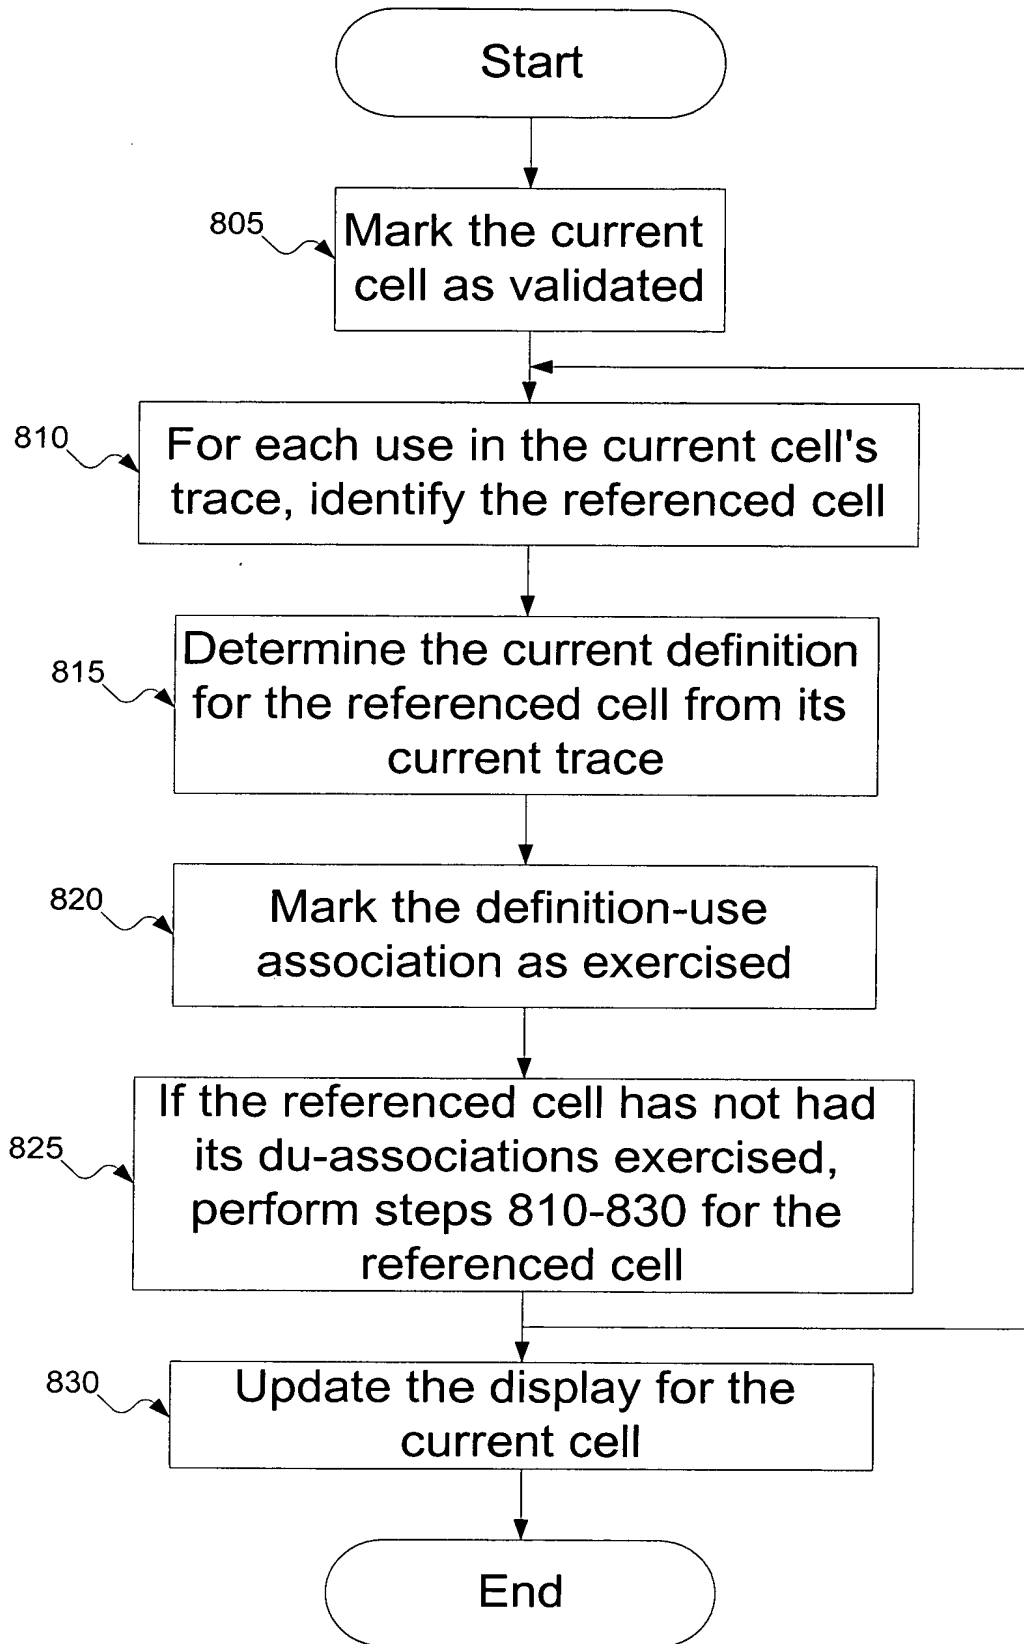 Start
805
Mark the current
cell as validated
810
For each use in the current cell's
trace, identify the referenced cell
815
Determine the current definition
for the referenced cell from its
current trace
820
Mark the definition-use
association as exercised
825
If the referenced cell has not had
its du-associations exercised,
perform steps 810-830 for the
referenced cell
830
Update the display for the
current cell
End